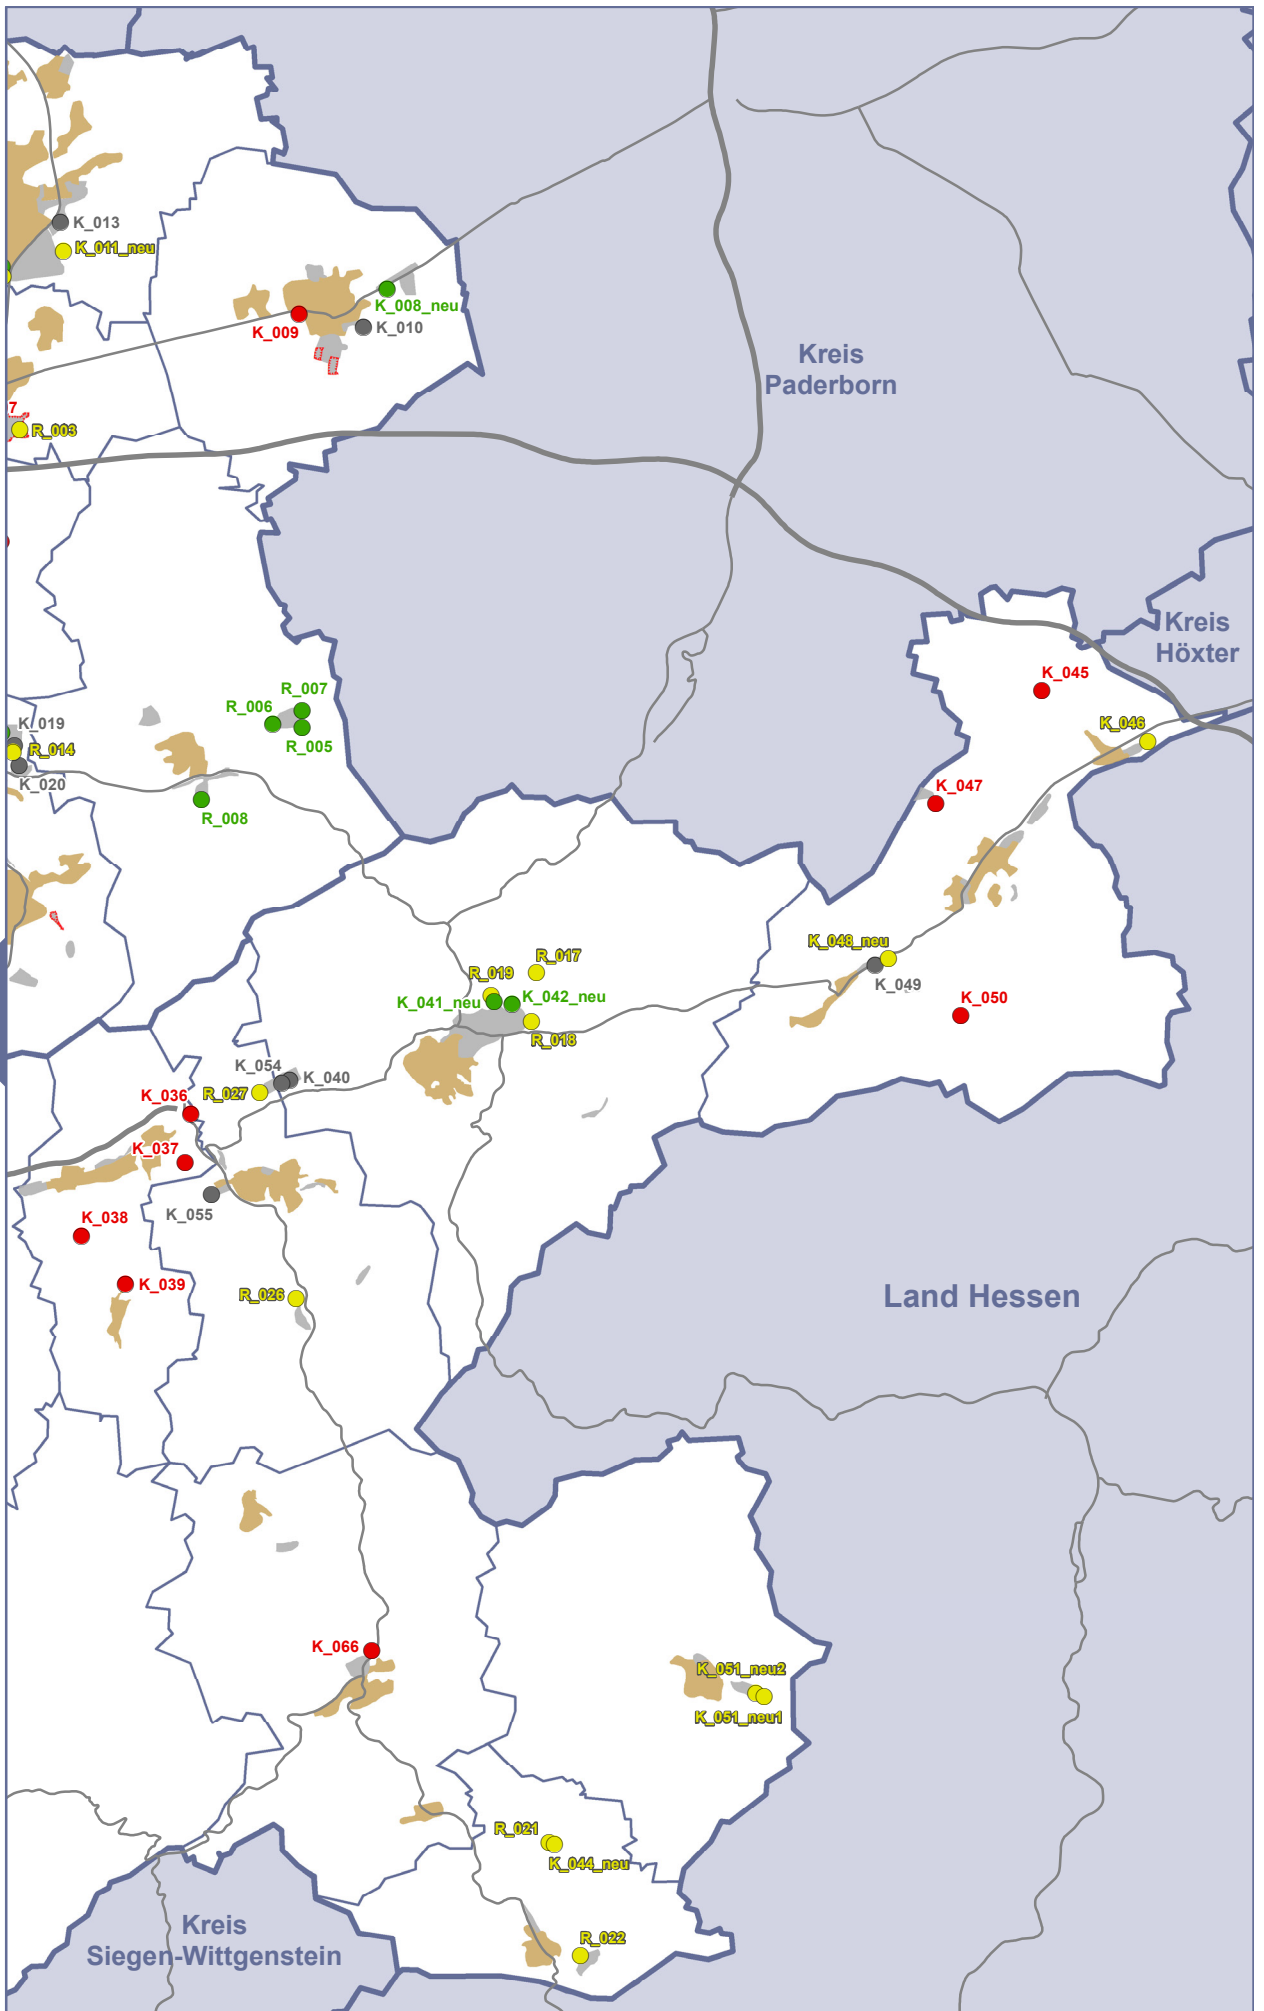 K_013
K_011_neu
K_008_neu
K_009
K_010
Kreis
Paderborn
7
R_003
Kreis
Höxter
K_045
R_007
R_006
K_019
K_046
R_005
R_014
K_020
K_047
R_008
K_048_neu
R_017
K_049
R_019
K_041_neu
K_042_neu
K_050
R_018
K_054
K_040
R_027
K_036
K_037
K_055
K_038
K_039
R_026
Land Hessen
K_066
K_051_neu2
K_051_neu1
R_021
K_044_neu
Kreis
Siegen-Wittgenstein
R_022